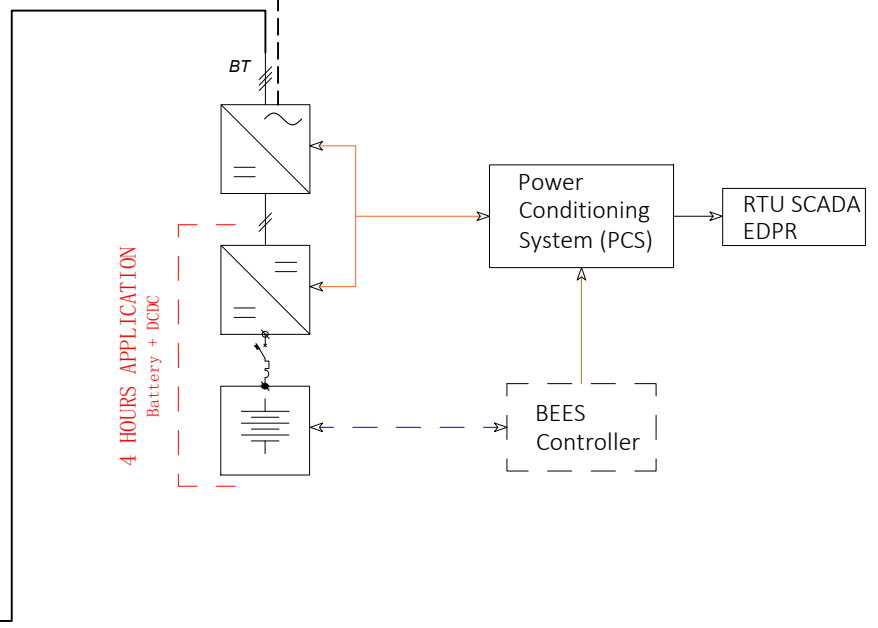 BT
Power
Conditioning
System (PCS)
RTU SCADA
EDPR
4 HOURS APPLICATION
Battery + DCDC
BEES
Controller